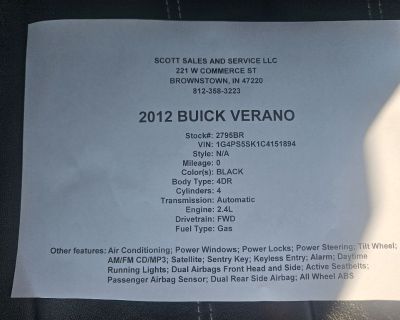 SCOTT SALES AND SERVICE LLC
221 W COMMERCE ST
BROWNSTOWN, IN 47220
812-358-3223
2012 BUICK VERANO
Stock#: 2795BR
VIN: 1G4PS5SK1C4151894
Style: N/A
Mileage: 0
Color(s): BLACK
Body Type: 4DR
Cylinders: 4
Transmission: Automatic
Engine: 2.4L
Drivetrain: FWD
Fuel Type: Gas
Other features: Air Conditioning; Power Windows; Power Locks; Power Steering; Tilt Wheel;
AM/FM CD/MP3; Satellite; Sentry Key; Keyless Entry; Alarm; Daytime
Running Lights; Dual Airbags Front Head and Side; Active Seatbelts;
Passenger Airbag Sensor; Dual Rear Side Airbag; All Wheel ABS